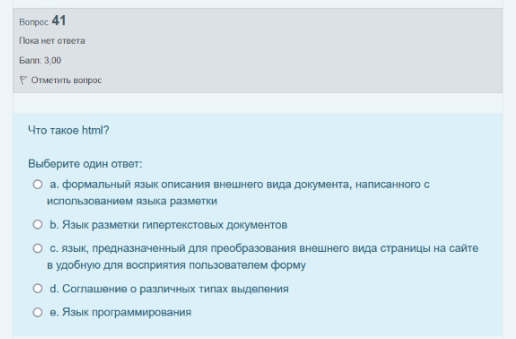 Вопрос 41
Пока нет ответа
Балл: 3,00
Отметить вопрос
Что такое html?
Выберите один ответ:
a. формальный язык описания внешнего вида документа, написанного с
использованием языка разметки
b. Язык разметки гипертекстовых документов
c. язык, предназначенный для преобразования внешнего вида страницы на сайте
в удобную для восприятия пользователем форму
d. Соглашение о различных типах выделения
e. Язык программирования